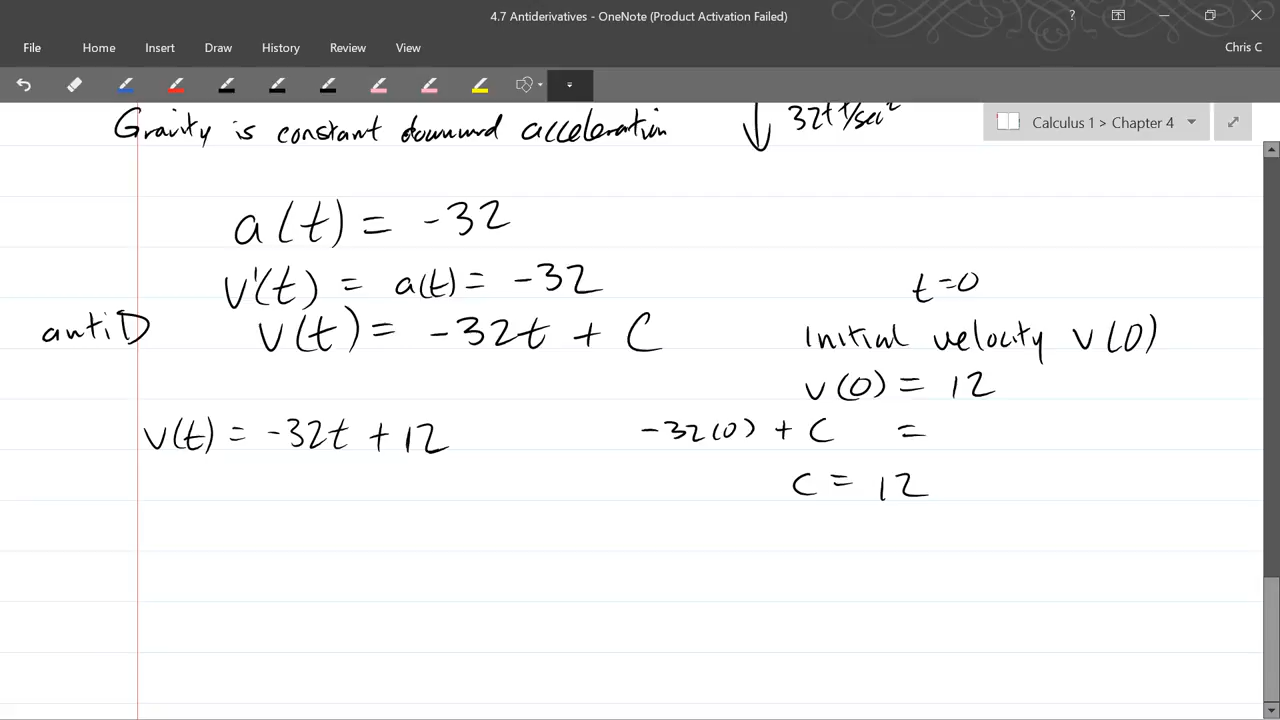 4.7 Antiderivatives - OneNote (Product Activation Failed)
?
File Home Insert Draw History Review View
Chris C
Calculus 1 > Chapter 4
Gravity is constant downward acceleration ↓ 32ft/sec²
a(t) = -32
v'(t) = a(t) = -32
t=0
antiD v(t) = -32t + C
Initial velocity v(0)
v(0) = 12
v(t) = -32t + 12
-32(0) + C =
C = 12